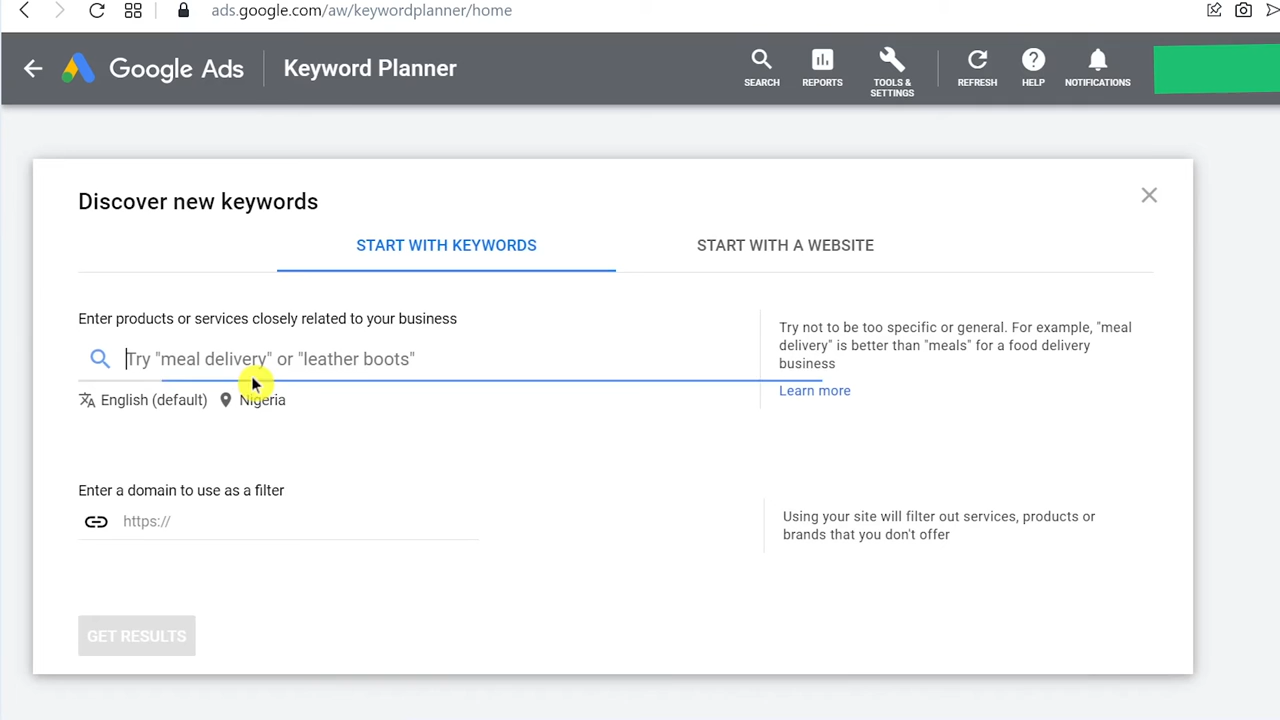 ads.google.com/aw/keywordplanner/home
Google Ads
Keyword Planner
SEARCH
REPORTS
TOOLS &
SETTINGS
REFRESH
HELP
NOTIFICATIONS
Discover new keywords
START WITH KEYWORDS
START WITH A WEBSITE
Enter products or services closely related to your business
Try "meal delivery" or "leather boots"
English (default)
Nigeria
Try not to be too specific or general. For example, "meal
delivery" is better than "meals" for a food delivery
business
Learn more
Enter a domain to use as a filter
https://
Using your site will filter out services, products or
brands that you don't offer
GET RESULTS